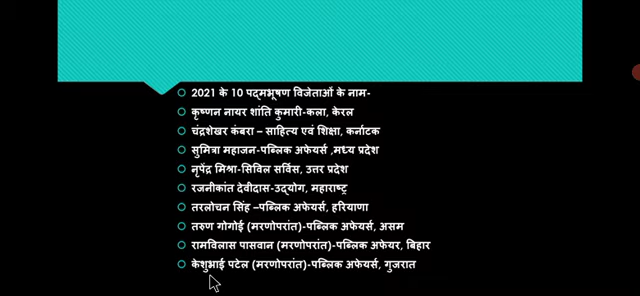 2021 के 10 पद्मभूषण विजेताओं के नाम-
कृष्णन नायर शांति कुमारी-कला, केरल
चंद्रशेखर कंबरा – साहित्य एवं शिक्षा, कर्नाटक
सुमित्रा महाजन-पब्लिक अफेयर्स ,मध्य प्रदेश
नृपेंद्र मिश्रा-सिविल सर्विस, उत्तर प्रदेश
रजनीकांत देवीदास-उद्योग, महाराष्ट्र
तरलोचन सिंह –पब्लिक अफेयर्स, हरियाणा
तरुण गोगोई (मरणोपरांत)-पब्लिक अफेयर्स, असम
रामविलास पासवान (मरणोपरांत)-पब्लिक अफेयर, बिहार
केशुभाई पटेल (मरणोपरांत)-पब्लिक अफेयर्स, गुजरात